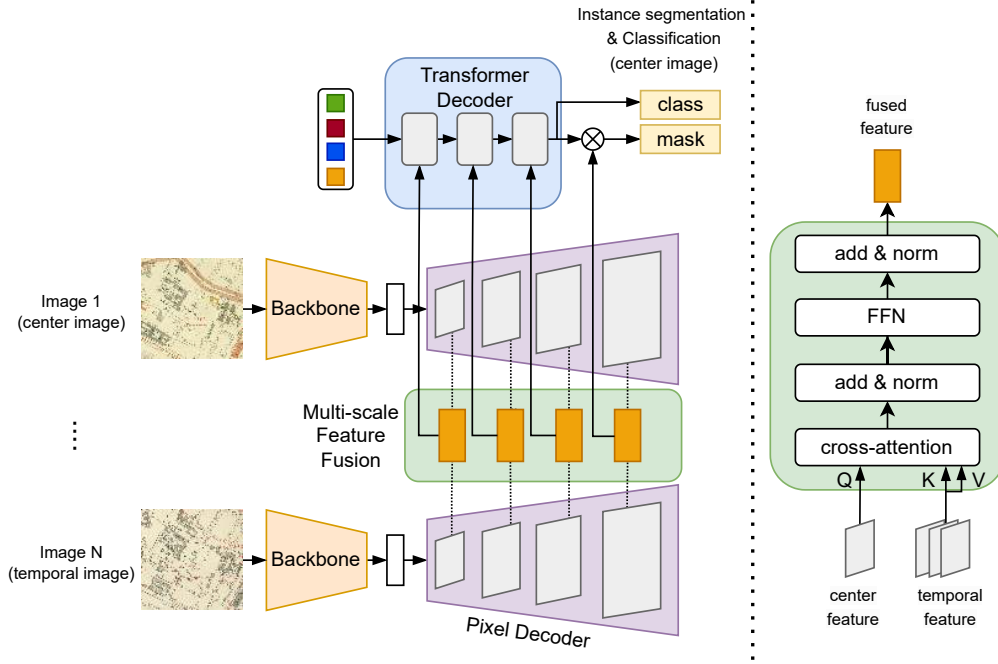 Instance segmentation
& Classification
(center image)
Transformer
Decoder
class
mask
Image 1
(center image)
Backbone
Multi-scale
Feature
Fusion
Image N
(temporal image)
Backbone
Pixel Decoder
fused
feature
add & norm
FFN
add & norm
cross-attention
Q
K
V
center
feature
temporal
feature